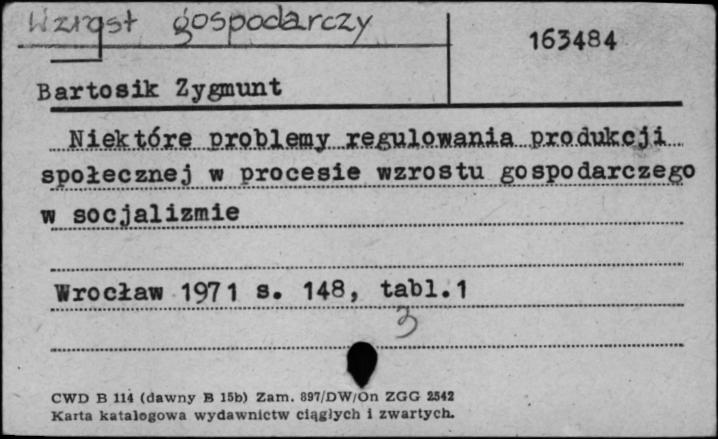 Wzrost gospodarczy
163484
Bartosik Zygmunt
Niektóre problemy regulowania produkcji
społecznej w procesie wzrostu gospodarczego
w socjalizmie
Wrocław 1971 s. 148, tabl.1
3
CWD B 114 (dawny B 15b) Zam. 897/DW/On ZGG 2542
Karta katalogowa wydawnictw ciągłych i zwartych.